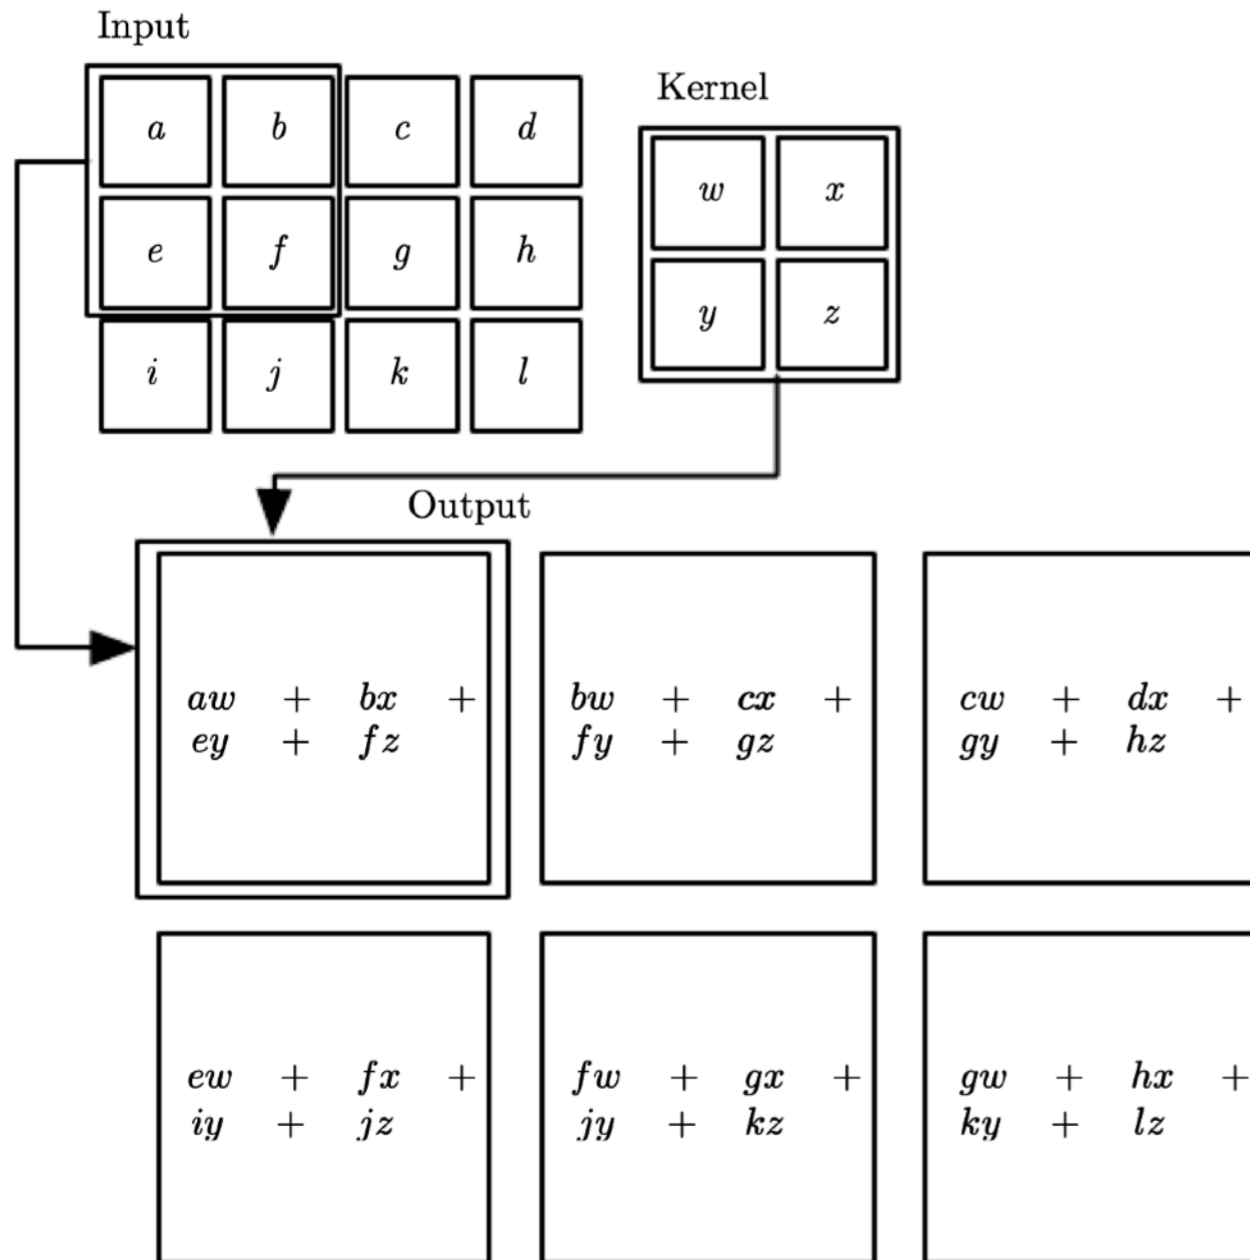 Input
Kernel
a b c d
e f g h
i j k l
w x
y z
Output
aw + bx +
ey + fz
bw + cx +
fy + gz
cw + dx +
gy + hz
ew + fx +
iy + jz
fw + gx +
jy + kz
gw + hx +
ky + lz